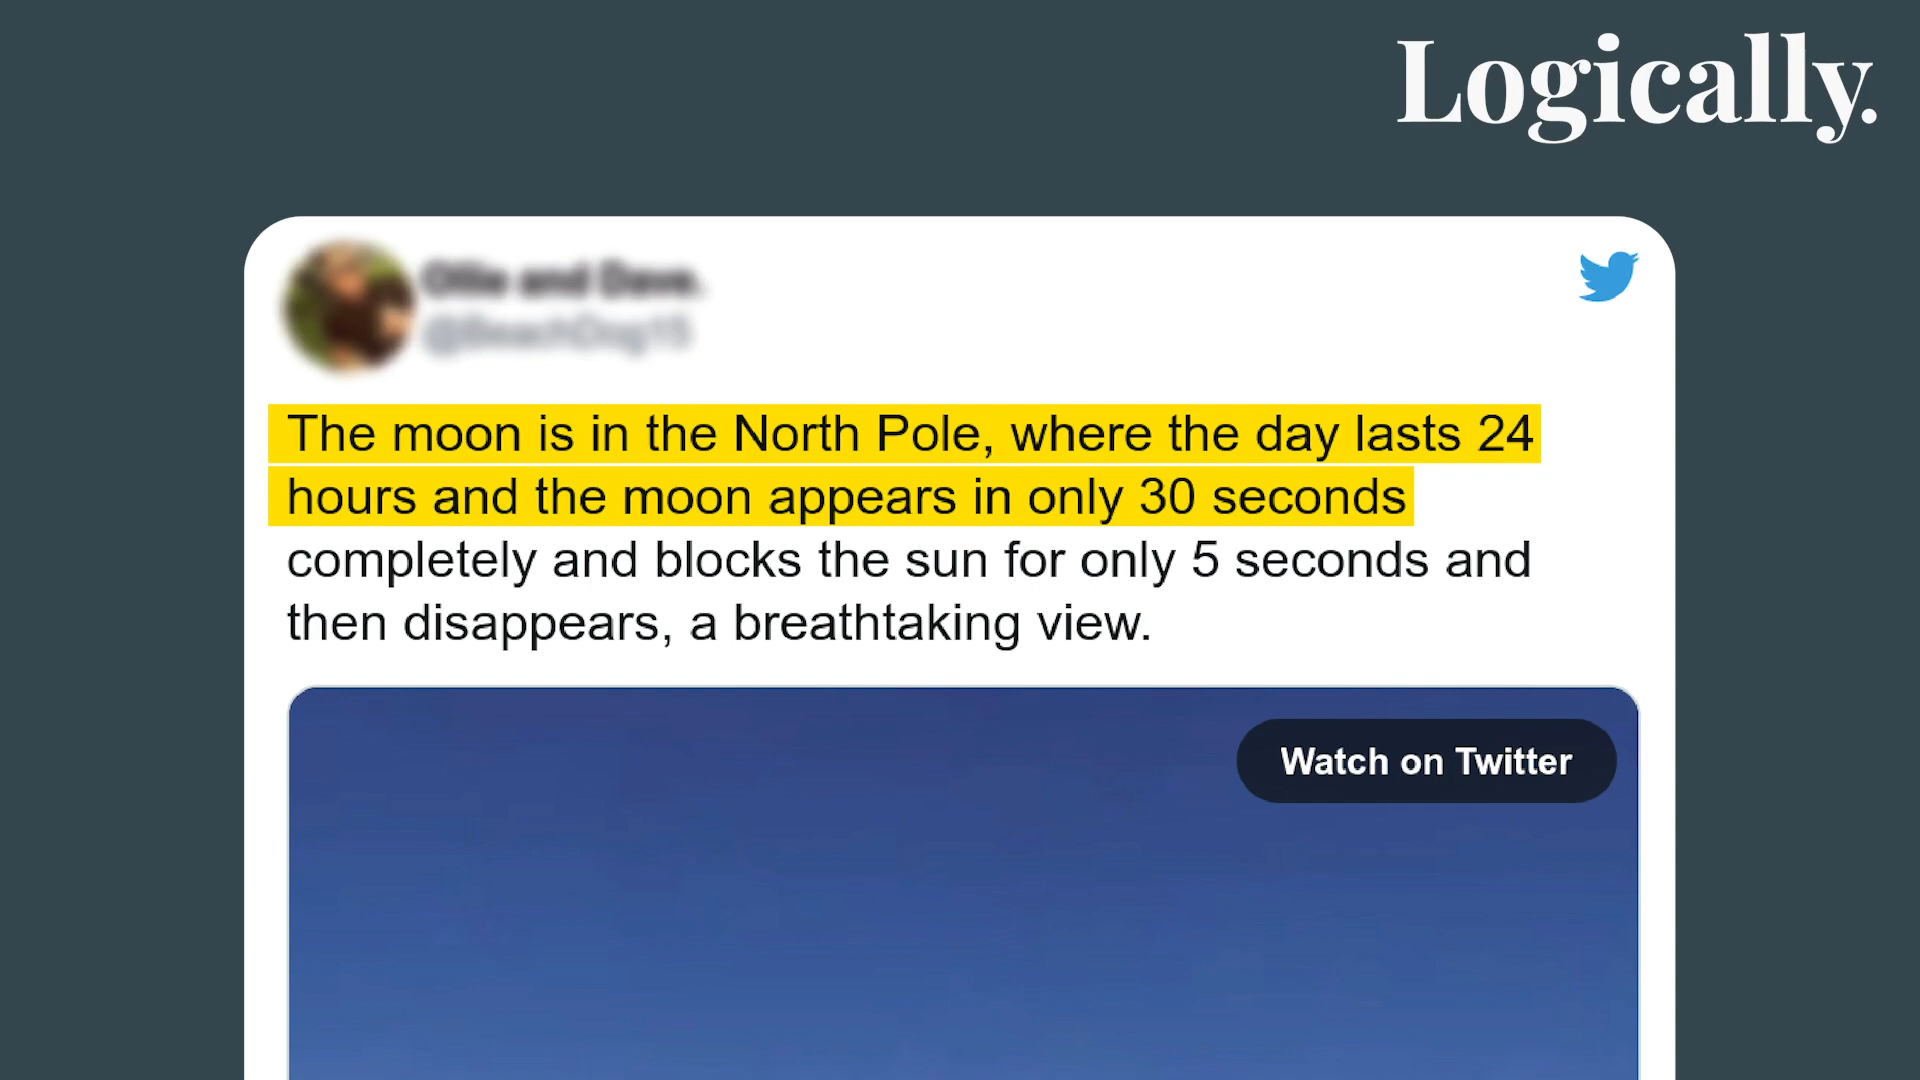 Logically.
The moon is in the North Pole, where the day lasts 24
hours and the moon appears in only 30 seconds
completely and blocks the sun for only 5 seconds and
then disappears, a breathtaking view.
Watch on Twitter